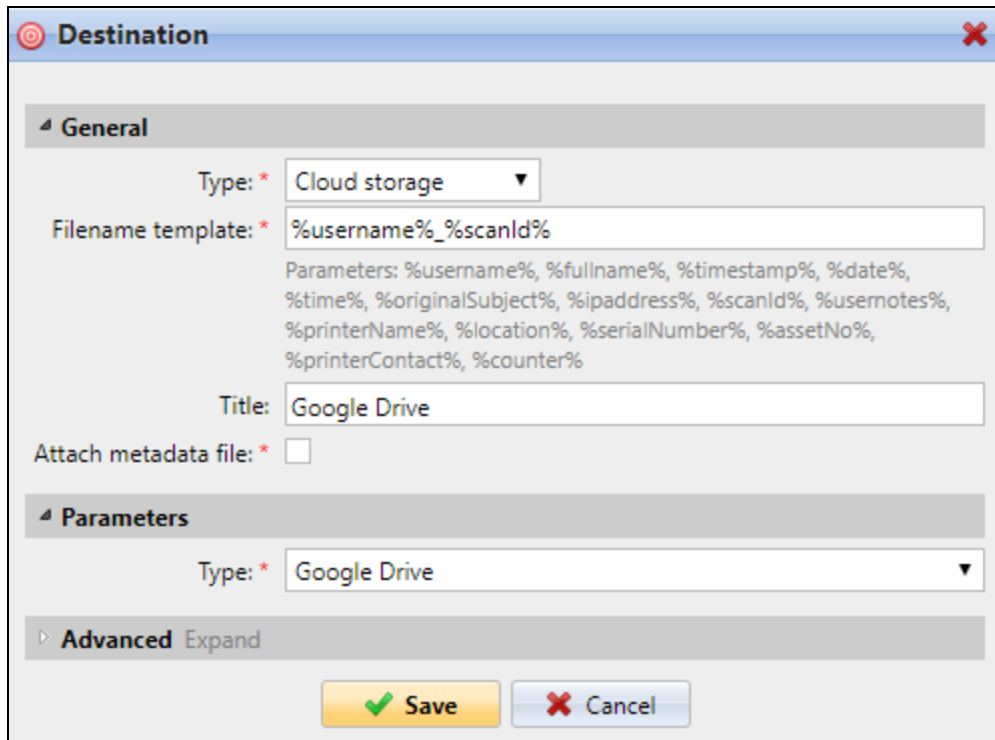 Destination
General
Type: * Cloud storage
Filename template: * %username%_%scanId%
Parameters: %username%, %fullname%, %timestamp%, %date%,
%time%, %originalSubject%, %ipaddress%, %scanId%, %usernotes%,
%printerName%, %location%, %serialNumber%, %assetNo%,
%printerContact%, %counter%
Title: Google Drive
Attach metadata file: *
Parameters
Type: * Google Drive
Advanced Expand
Save Cancel